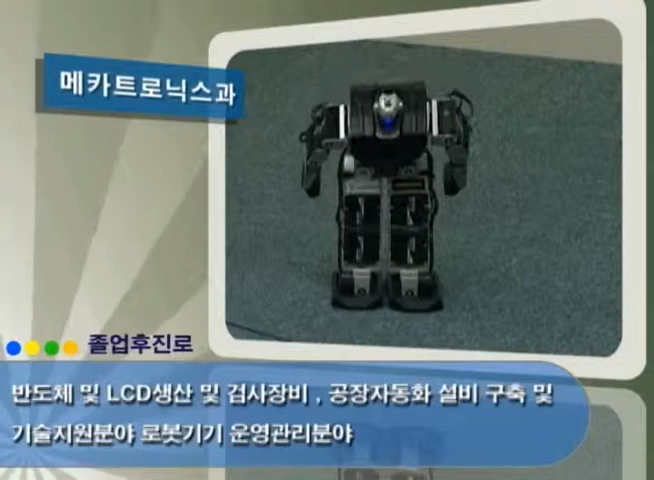 메카트로닉스과
졸업후진로
반도체 및 LCD생산 및 검사장비 , 공장자동화 설비 구축 및
기술지원분야 로봇기기 운영관리분야